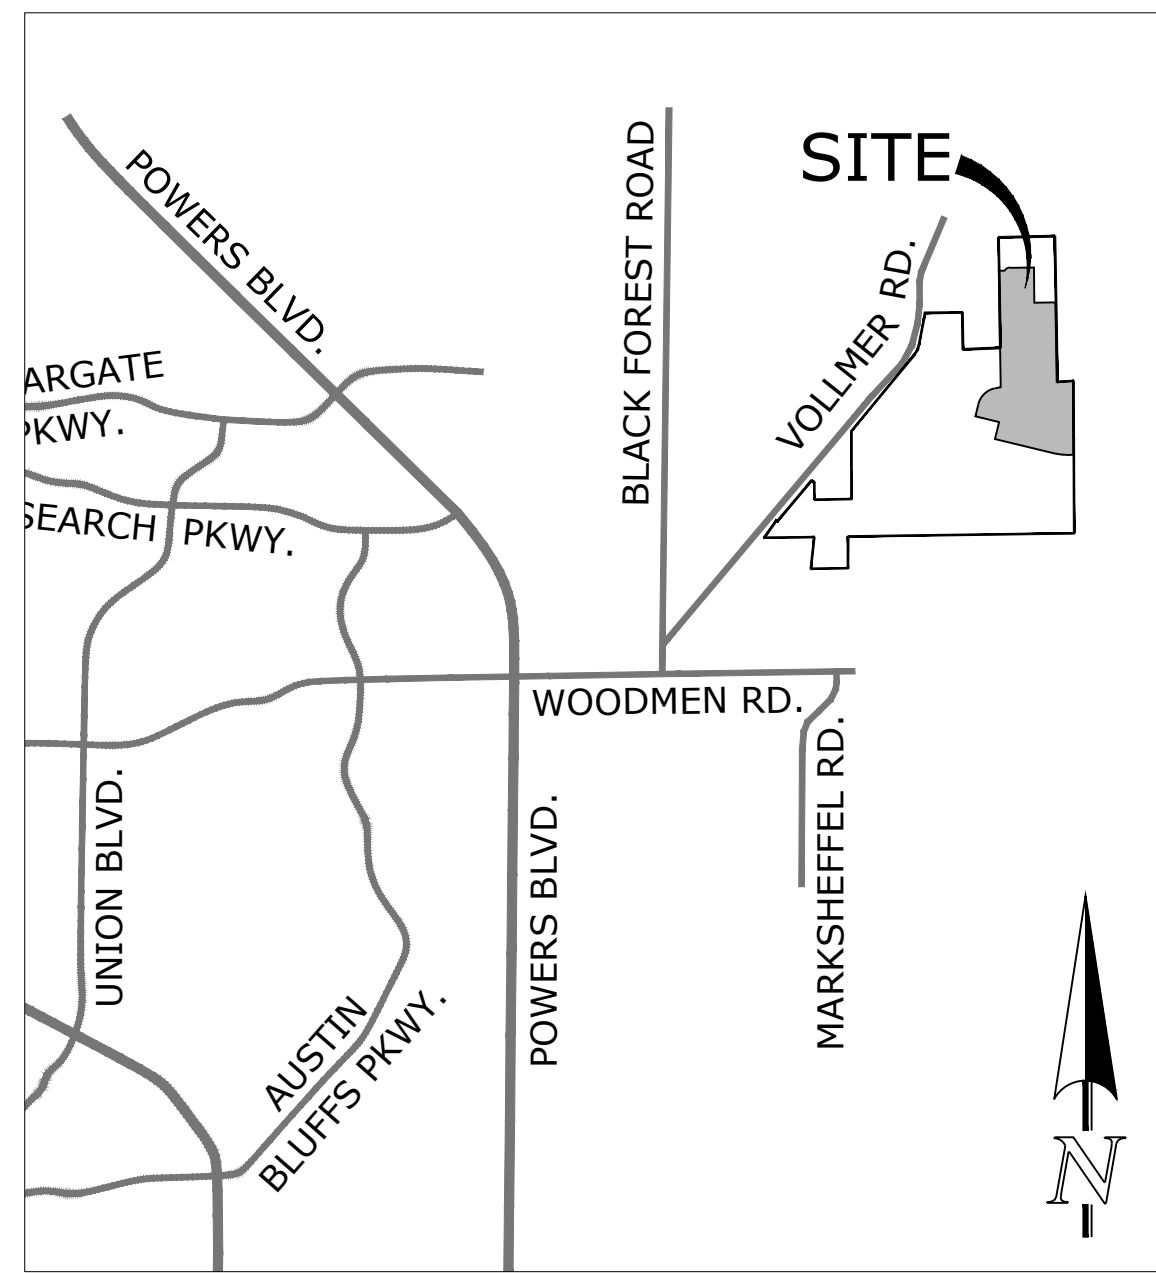 SITE
POWERS BLVD.
BLACK FOREST ROAD
VOLLMER RD.
ARGATE
PKWY.
SEARCH PKWY.
WOODMEN RD.
UNION BLVD.
POWERS BLVD.
MARKSHEFFEL RD.
AUSTIN
BLUFFS PKWY.
N